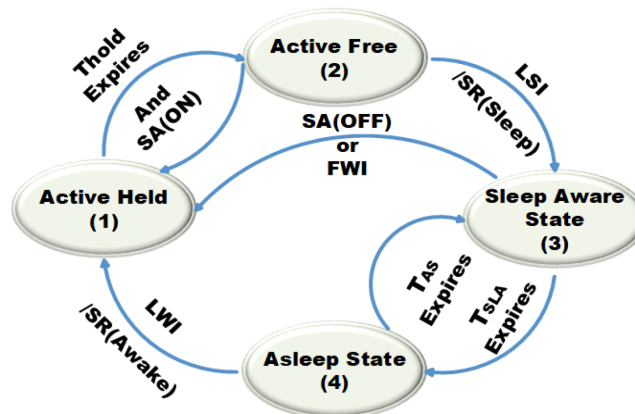 Active Free
(2)
Thold
Expires
And
SA(ON)
LSI
/SR(Sleep)
SA(OFF)
or
FWI
Active Held
(1)
Sleep Aware
State
(3)
TAS
Expires
TSLA
Expires
LWI
/SR(Awake)
Asleep State
(4)